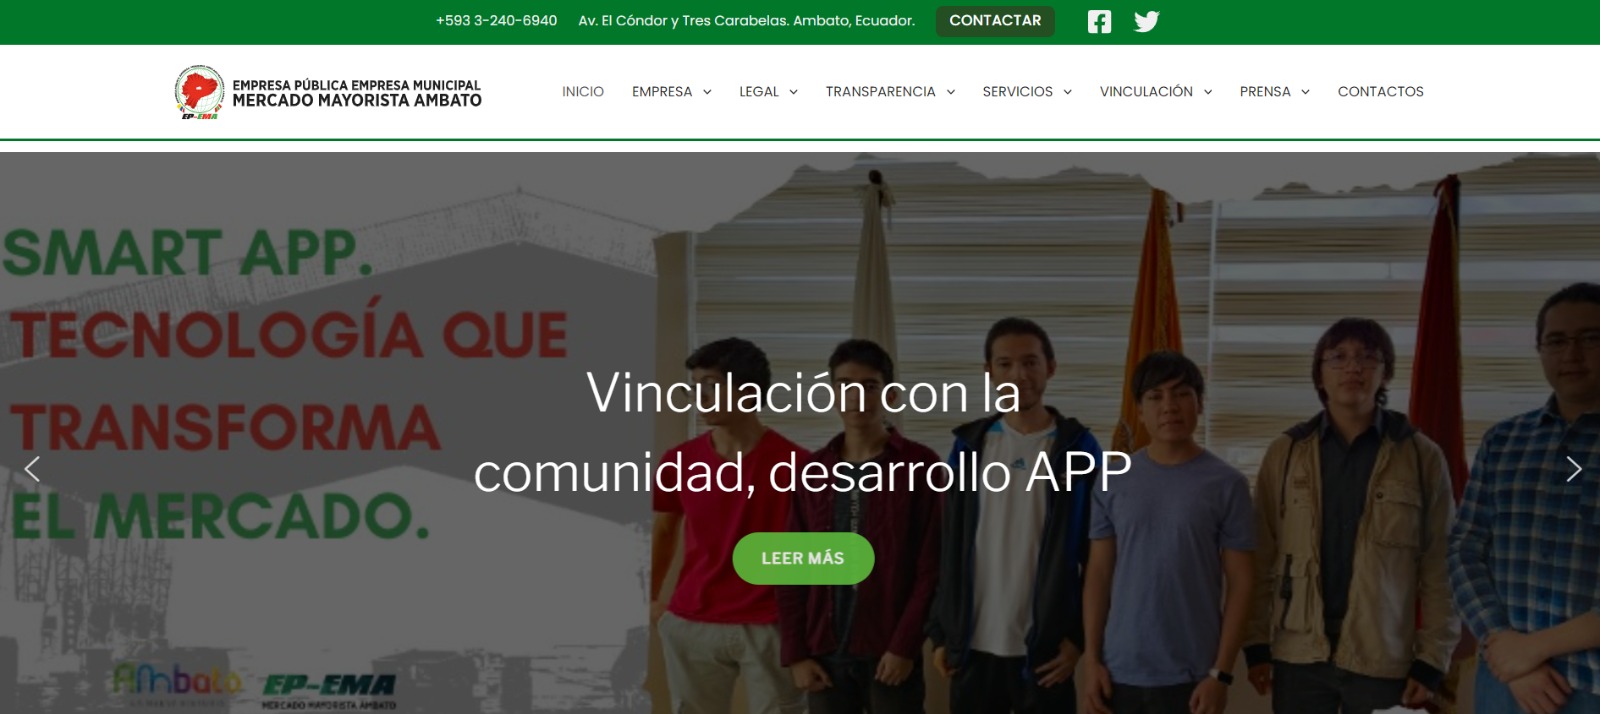 +593 3-240-6940 Av. El Cóndor y Tres Carabelas. Ambato, Ecuador. CONTACTAR
EMPRESA PÚBLICA EMPRESA MUNICIPAL
MERCADO MAYORISTA AMBATO
EP-EMA
INICIO EMPRESA LEGAL TRANSPARENCIA SERVICIOS VINCULACIÓN PRENSA CONTACTOS
SMART APP.
TECNOLOGÍA QUE
TRANSFORMA
EL MERCADO.
Vinculación con la
comunidad, desarrollo APP
LEER MÁS
Ambato
EP-EMA
MERCADO MAYORISTA AMBATO